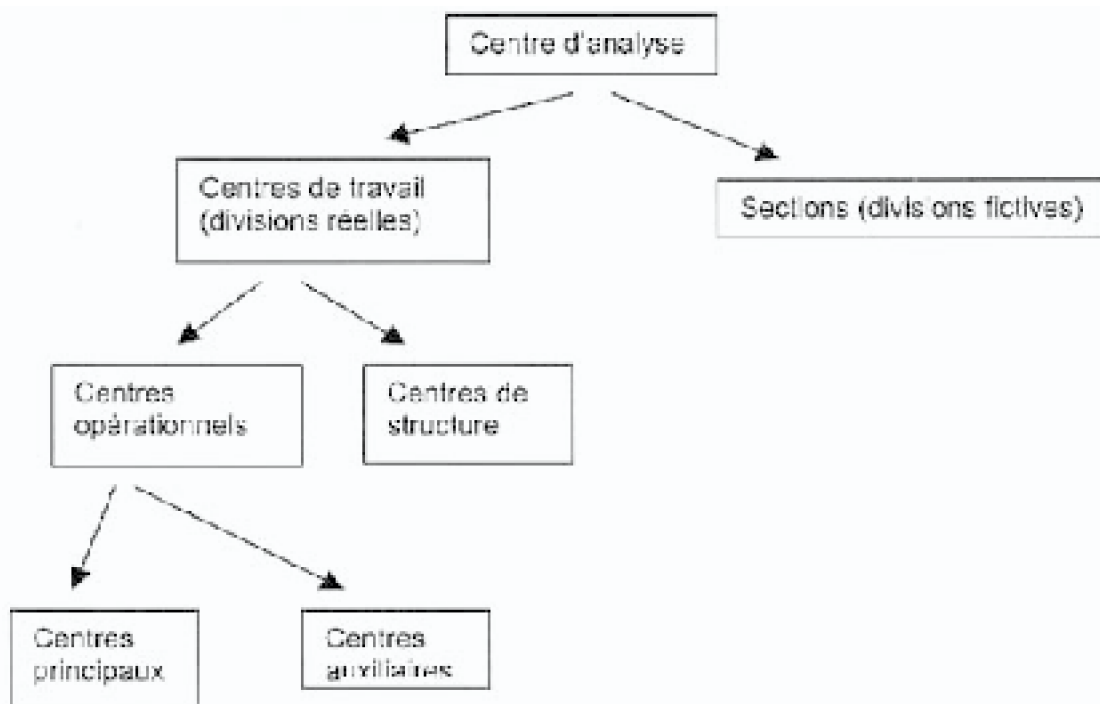 Centre d'analyse
Centres de travail
(divisions réelles)
Sections (divisions fictives)
Centres
opérationnels
Centres de
structure
Centres
principaux
Centres
auxiliaires